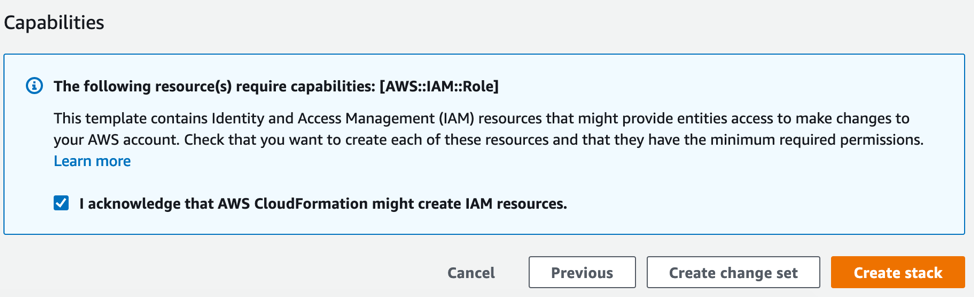 Capabilities
The following resource(s) require capabilities: [AWS::IAM::Role]
This template contains Identity and Access Management (IAM) resources that might provide entities access to make changes to
your AWS account. Check that you want to create each of these resources and that they have the minimum required permissions.
Learn more
I acknowledge that AWS CloudFormation might create IAM resources.
Cancel Previous Create change set Create stack